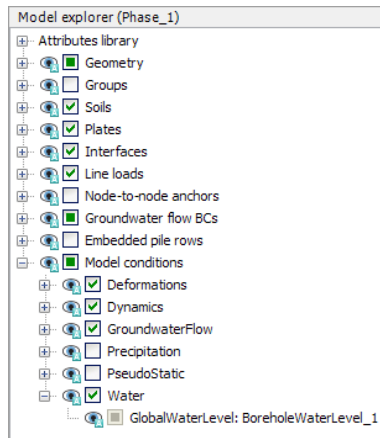 Model explorer (Phase_1)
Attributes library
Geometry
Groups
Soils
Plates
Interfaces
Line loads
Node-to-node anchors
Groundwater flow BCs
Embedded pile rows
Model conditions
Deformations
Dynamics
GroundwaterFlow
Precipitation
PseudoStatic
Water
GlobalWaterLevel: BoreholeWaterLevel_1